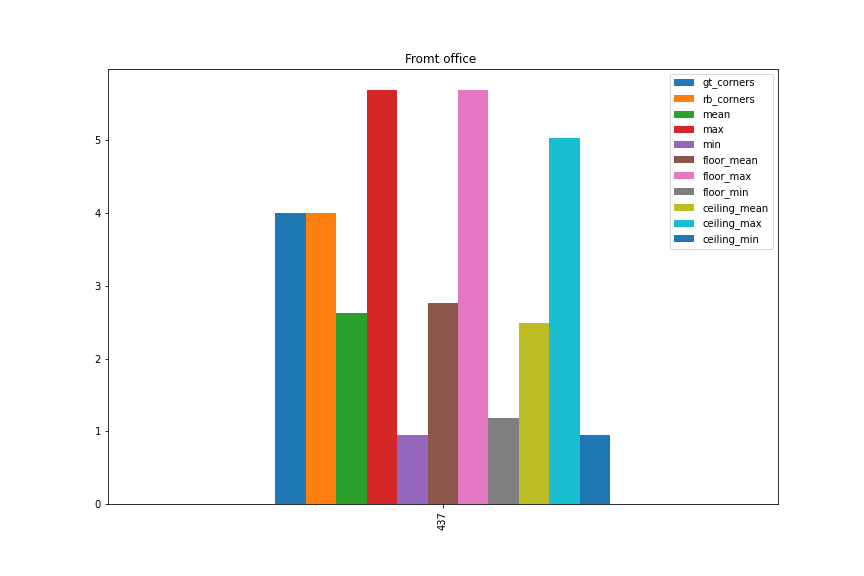 Fromt office
gt_corners
rb_corners
mean
max
min
floor_mean
floor_max
floor_min
ceiling_mean
ceiling_max
ceiling_min
5
4
3
2
1
0
437